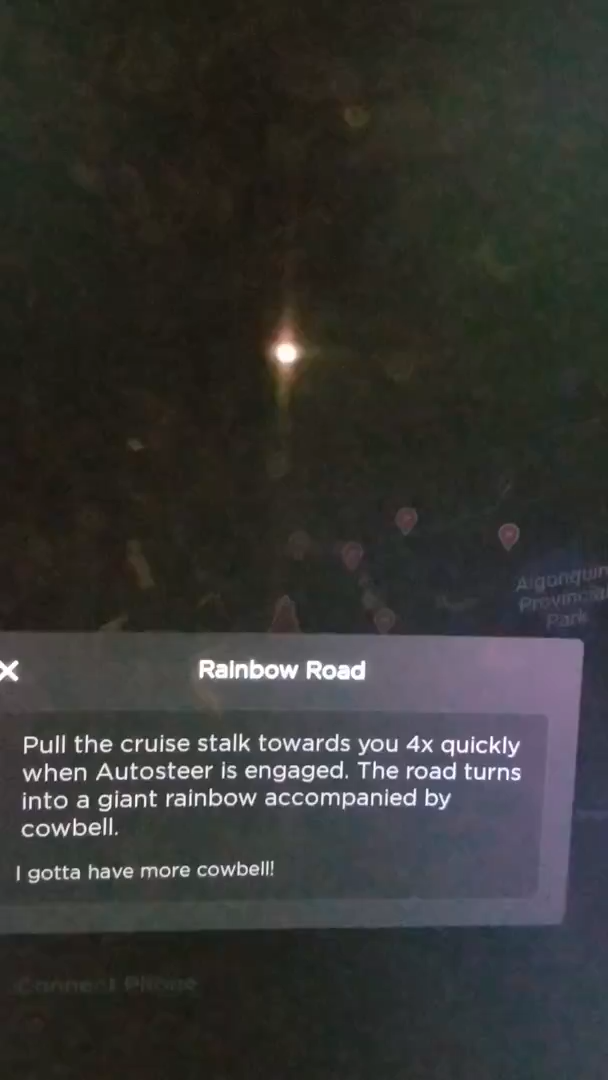 Algonquin
Provincial
Park
Rainbow Road
Pull the cruise stalk towards you 4x quickly
when Autosteer is engaged. The road turns
into a giant rainbow accompanied by
cowbell.
I gotta have more cowbell!
Connect Phone